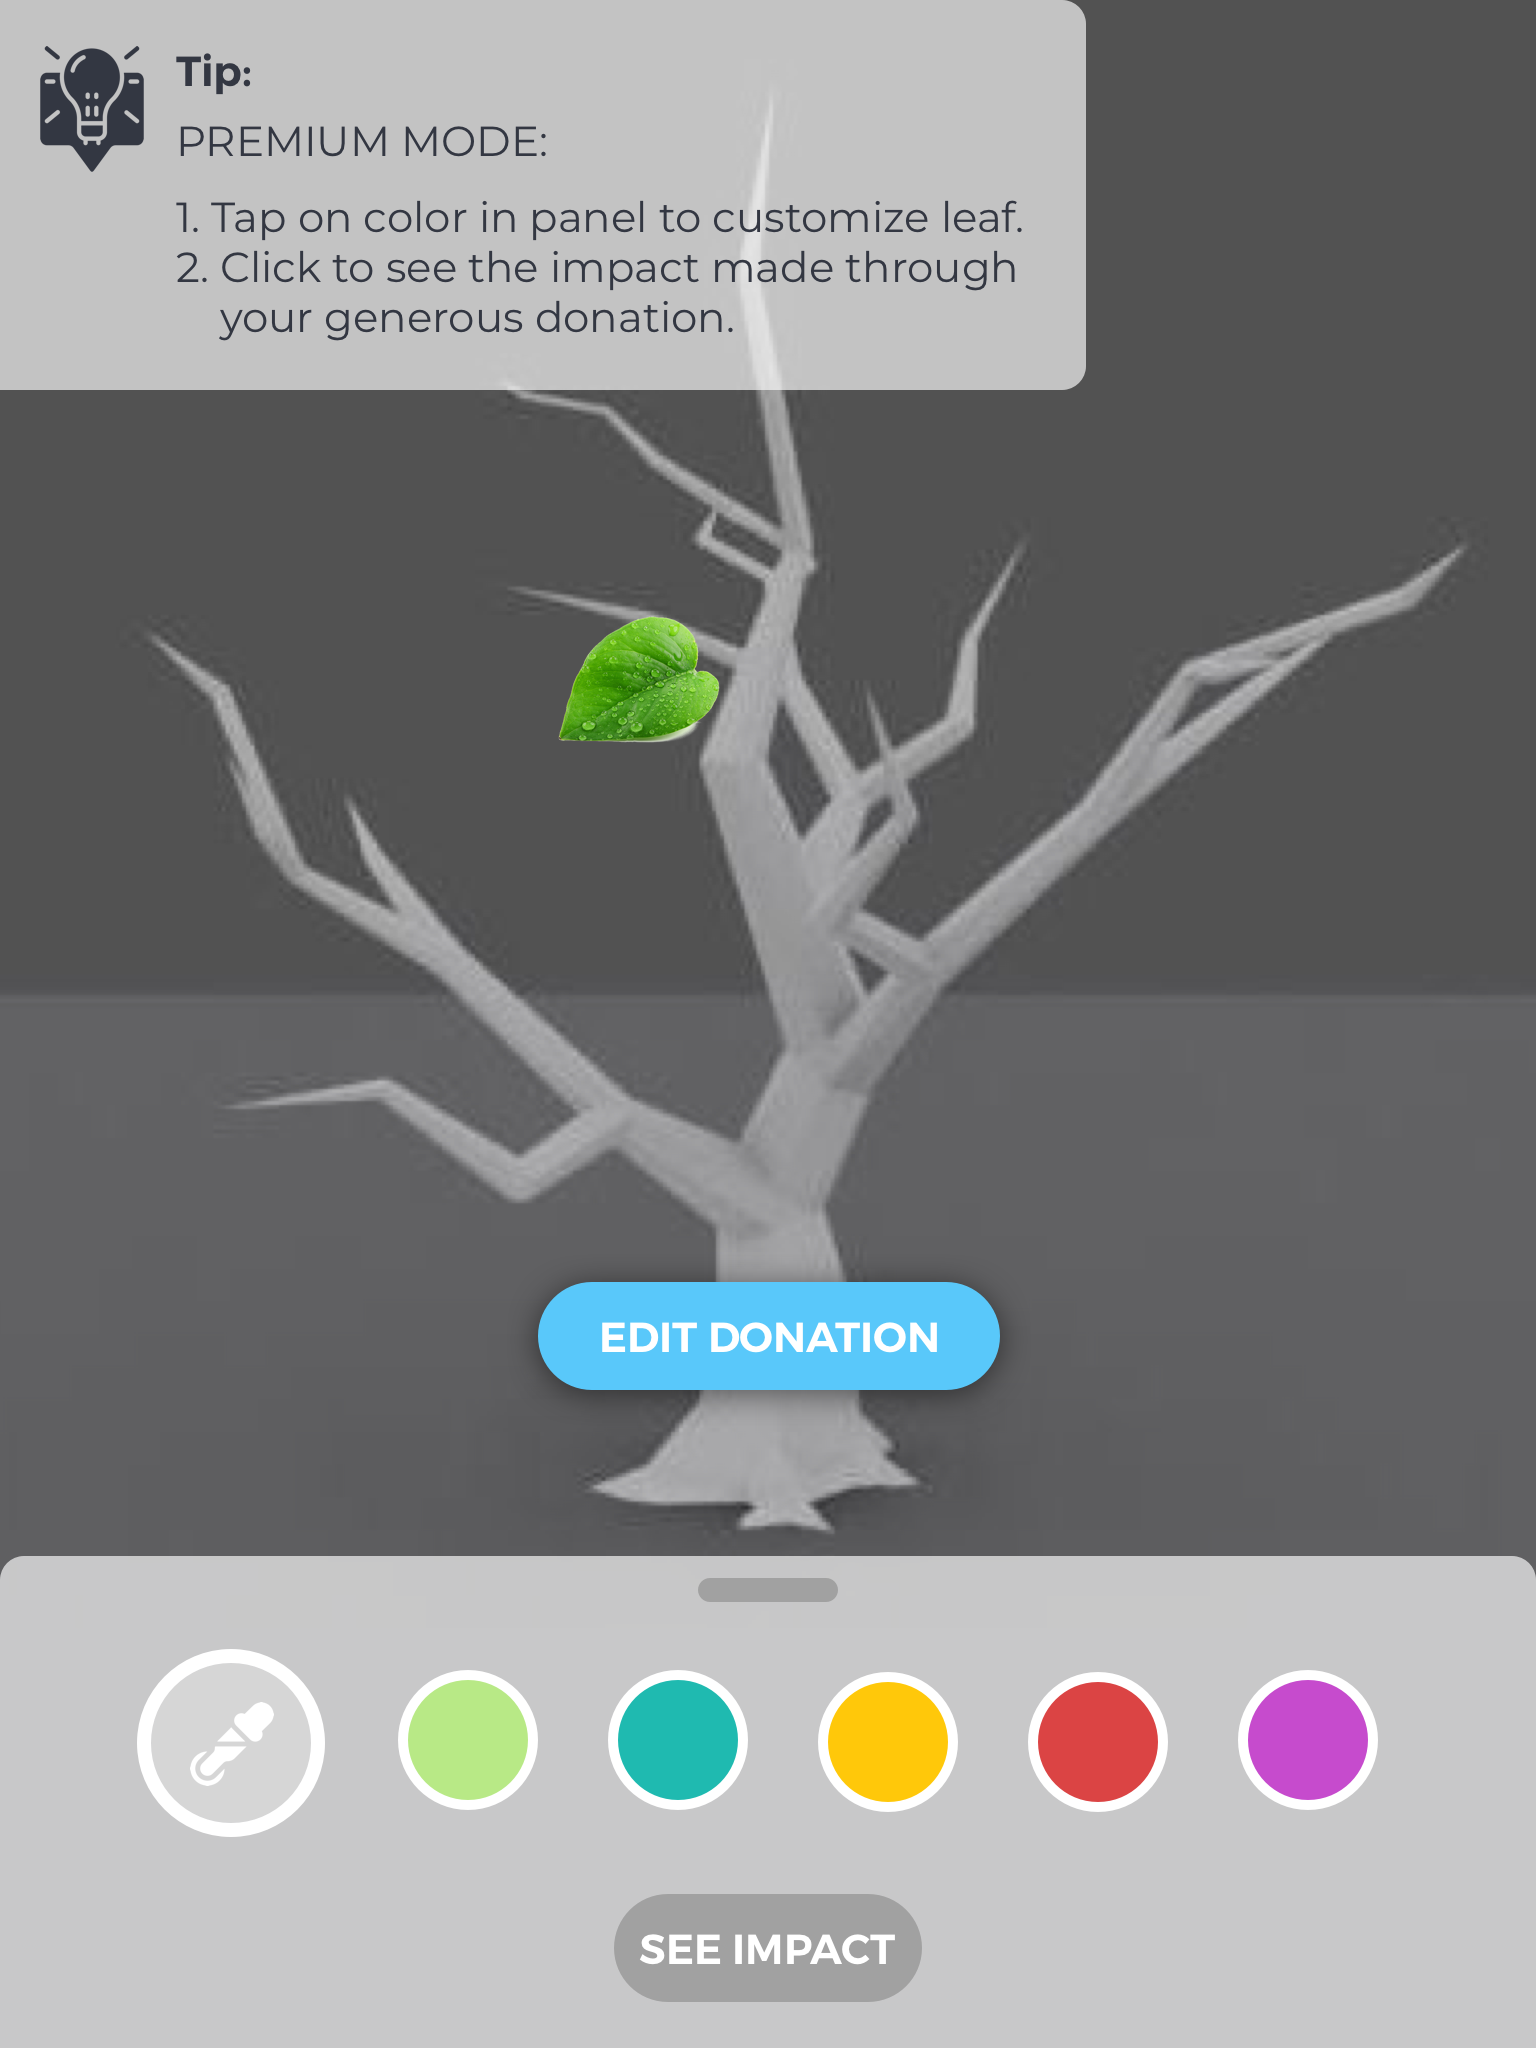 Tip:
PREMIUM MODE:
1. Tap on color in panel to customize leaf.
2. Click to see the impact made through
your generous donation.
EDIT DONATION
SEE IMPACT